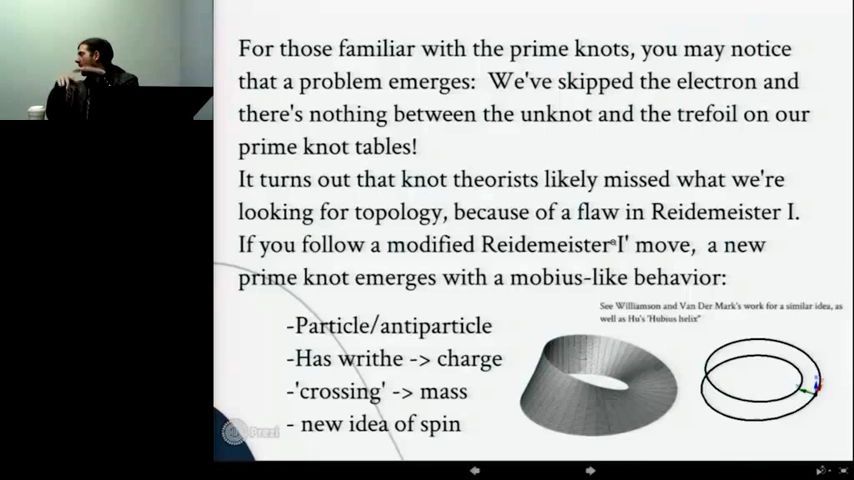 For those familiar with the prime knots, you may notice
that a problem emerges:  We've skipped the electron and
there's nothing between the unknot and the trefoil on our
prime knot tables!
It turns out that knot theorists likely missed what we're
looking for topology, because of a flaw in Reidemeister I.
If you follow a modified Reidemeister I' move,  a new
prime knot emerges with a mobius-like behavior:
See Williamson and Van Der Mark's work for a similar idea, as
well as Hu's 'Hubius helix"
-Particle/antiparticle
-Has writhe -> charge
-'crossing' -> mass
- new idea of spin
Prezi